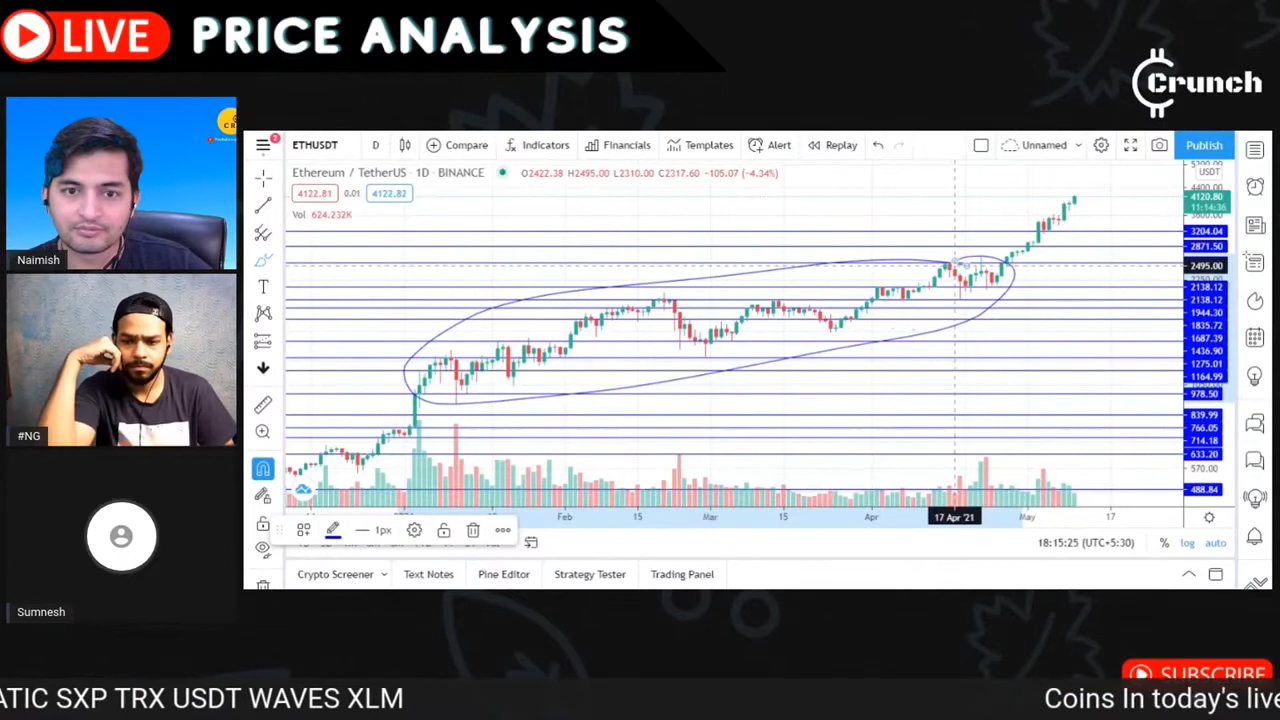 LIVE PRICE ANALYSIS
Crunch
Naimish
#NG
Sumnesh
ETHUSDT D Compare Indicators Financials Templates Alert Replay Unnamed Publish
Ethereum / TetherUS · 1D · BINANCE O2422.38 H2495.00 L2310.00 C2317.60 −105.07 (−4.34%)
4122.81 0.01 4122.82
Vol 624.232K
USDT
4400.00
4120.80
11:14:36
3600.00
3204.04
2871.50
2495.00
2138.12
2138.12
1944.30
1835.72
1687.39
1436.90
1275.01
1164.99
978.50
839.99
766.05
714.18
633.20
570.00
488.84
Feb 15 Mar 15 Apr 17 Apr '21 May 17
1px
18:15:25 (UTC+5:30) % log auto
Crypto Screener Text Notes Pine Editor Strategy Tester Trading Panel
SUBSCRIBE
ATIC SXP TRX USDT WAVES XLM
Coins In today's live